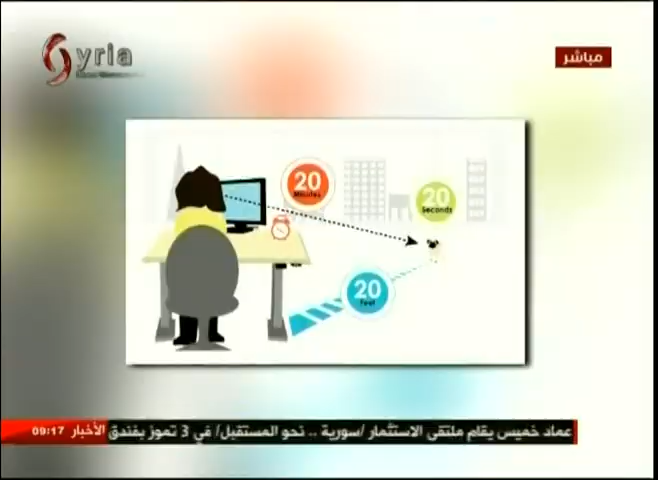 Syria
مباشر
20
Minutes
20
Seconds
20
Feet
عماد خميس يقام ملتقى الاستثمار /سورية .. نحو المستقبل/ في 3 تموز بفندق
الأخبار
09:17